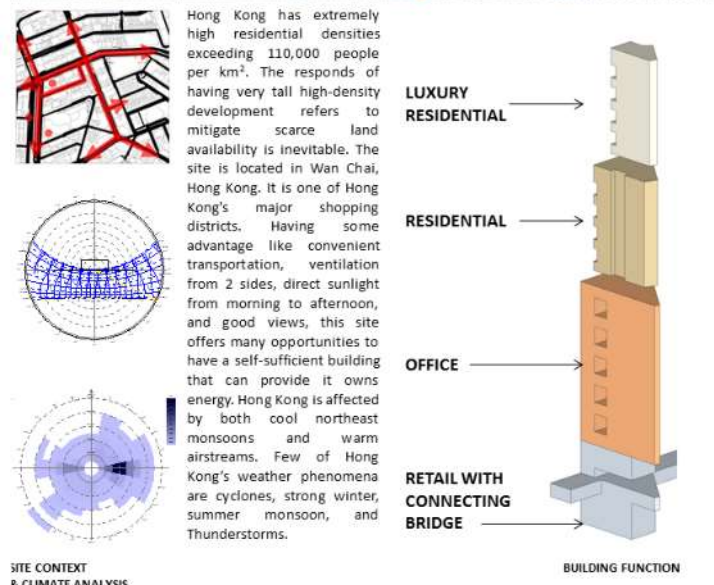 Hong Kong has extremely
high residential densities
exceeding 110,000 people
per km². The responds of
having very tall high-density
development refers to
mitigate scarce land
availability is inevitable. The
site is located in Wan Chai,
Hong Kong. It is one of Hong
Kong's major shopping
districts. Having some
advantage like convenient
transportation, ventilation
from 2 sides, direct sunlight
from morning to afternoon,
and good views, this site
offers many opportunities to
have a self-sufficient building
that can provide it owns
energy. Hong Kong is affected
by both cool northeast
monsoons and warm
airstreams. Few of Hong
Kong's weather phenomena
are cyclones, strong winter,
summer monsoon, and
Thunderstorms.
LUXURY
RESIDENTIAL
RESIDENTIAL
OFFICE
RETAIL WITH
CONNECTING
BRIDGE
SITE CONTEXT
& CLIMATE ANALYSIS
BUILDING FUNCTION